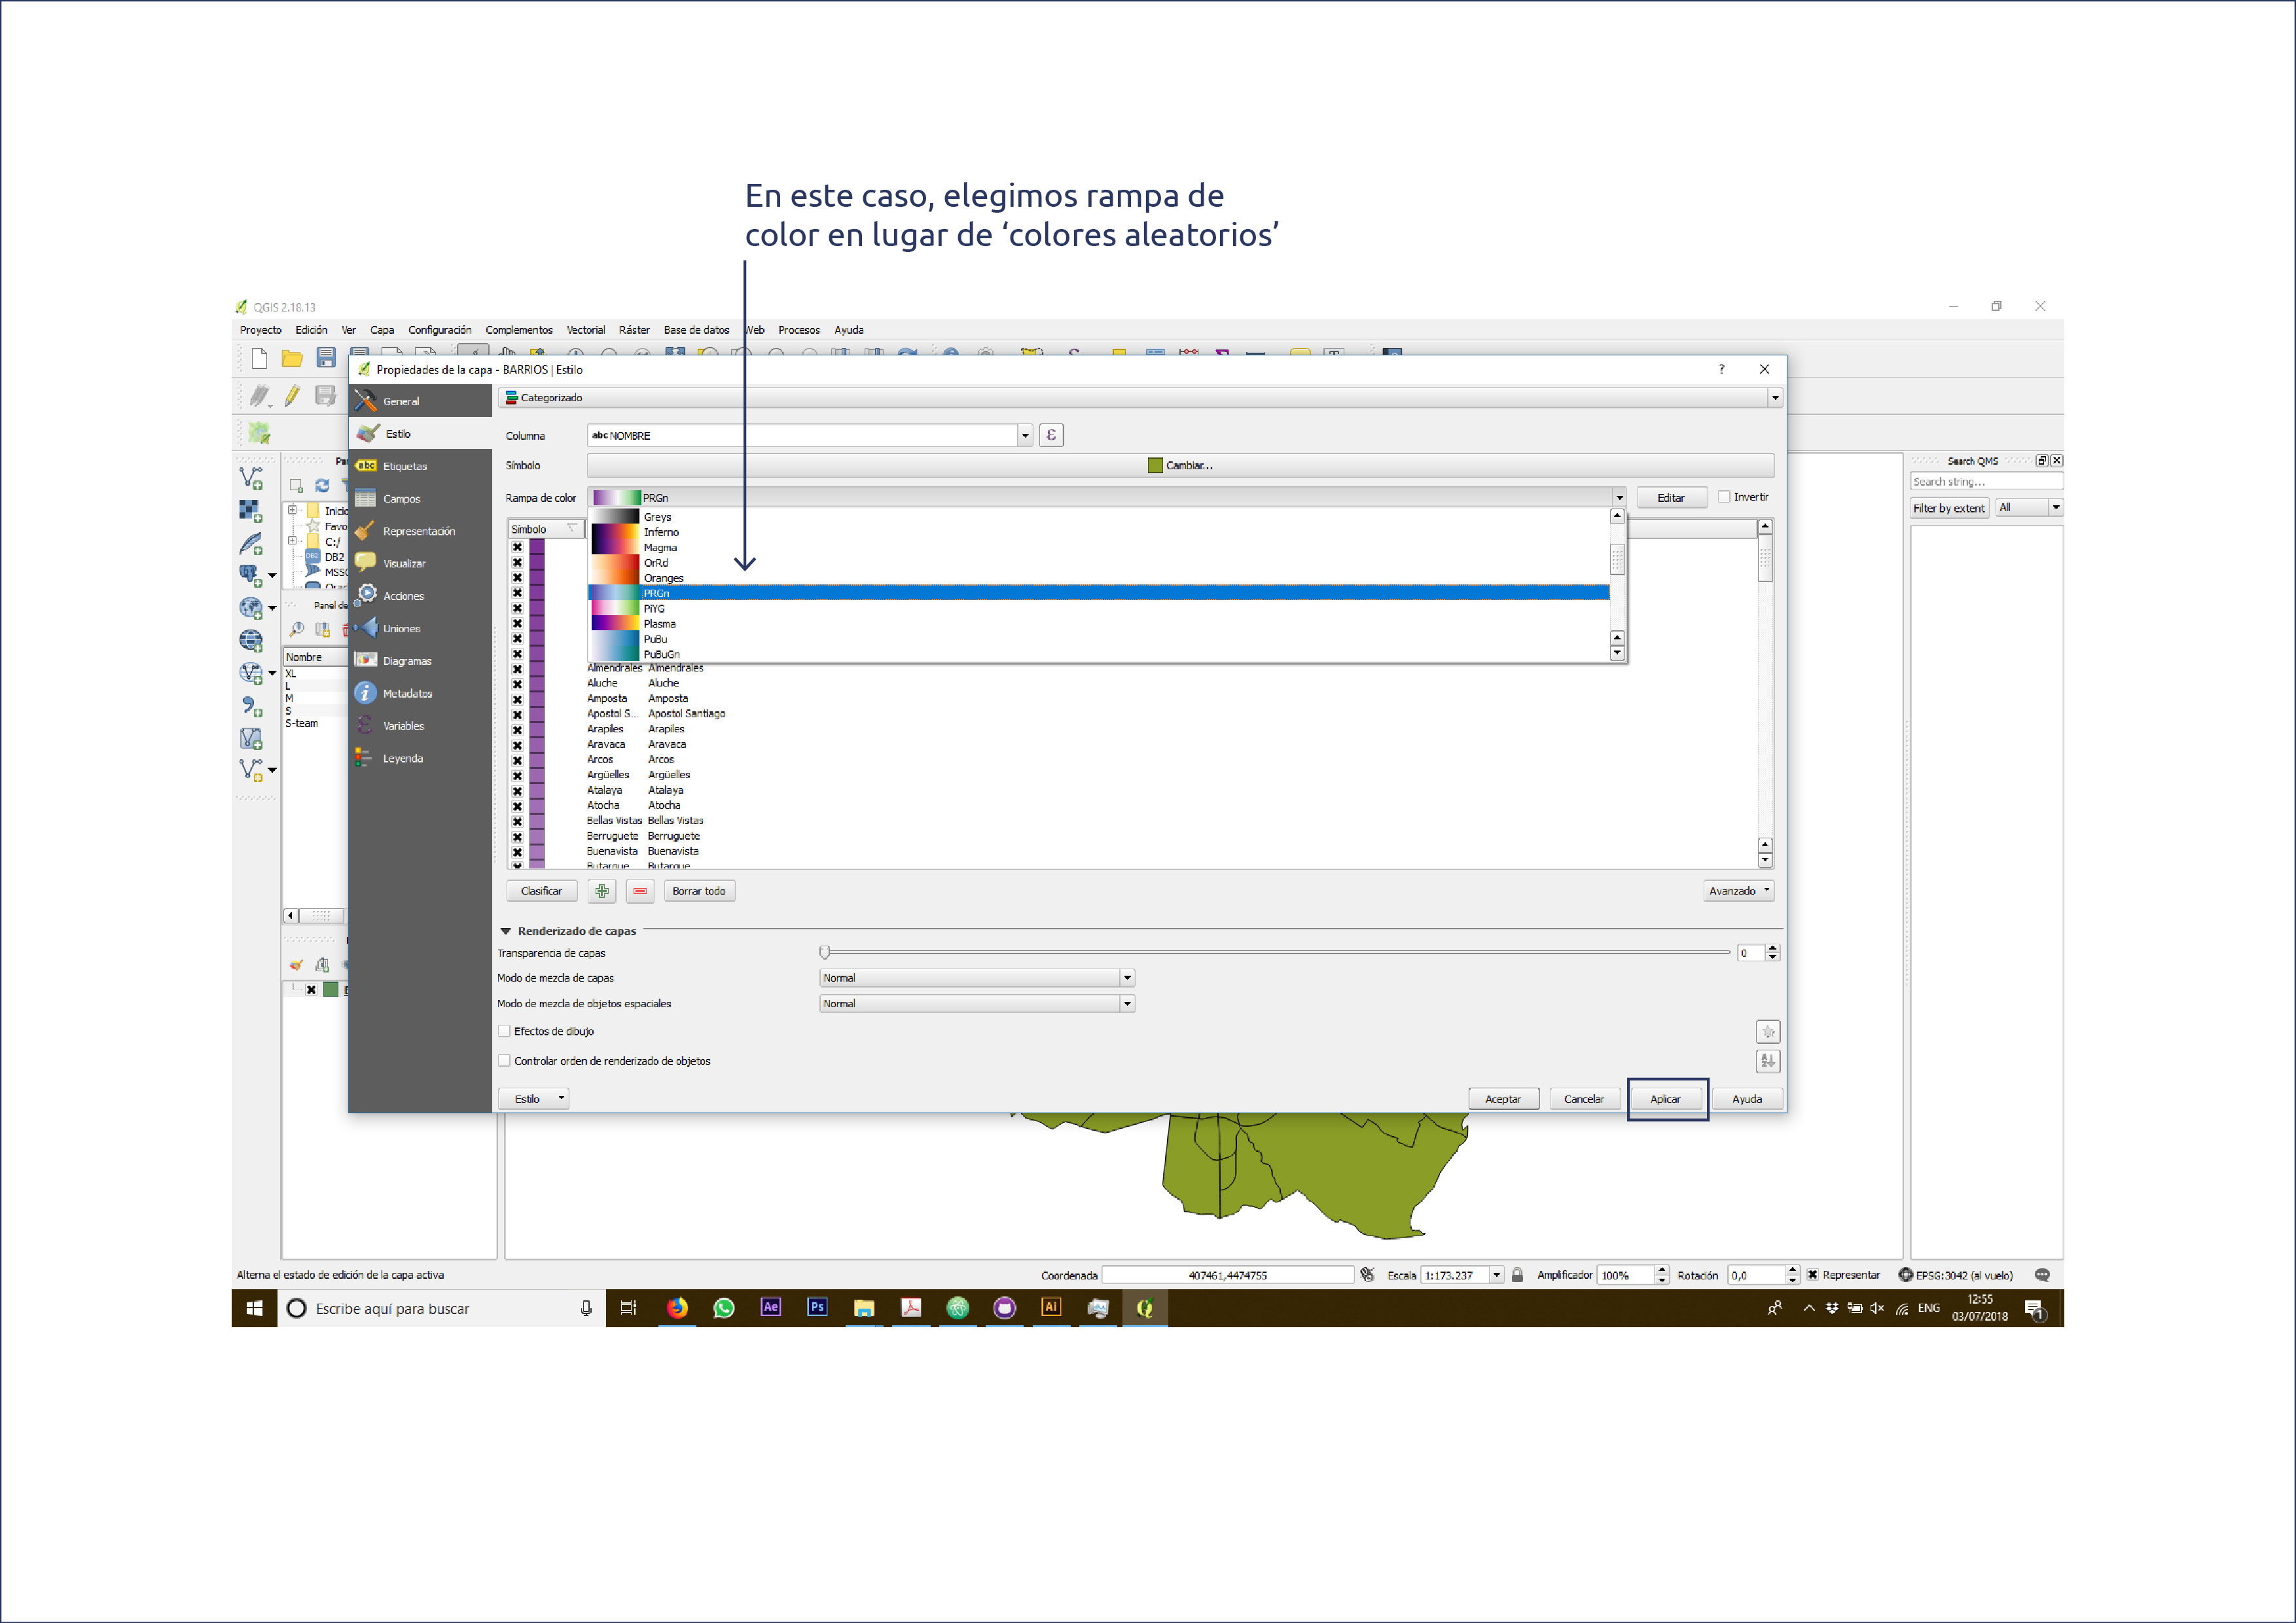 En este caso, elegimos rampa de
color en lugar de ‘colores aleatorios’
QGIS 2.18.13
Proyecto Edición Ver Capa Configuración Complementos Vectorial Ráster Base de datos Web Procesos Ayuda
Propiedades de la capa - BARRIOS | Estilo
?
General
Categorizado
Estilo
Columna
abc NOMBRE
ε
Etiquetas
Símbolo
Cambiar...
Campos
Rampa de color
PRGn
Editar
Invertir
Representación
Visualizar
Acciones
Uniones
Diagramas
Metadatos
Variables
Leyenda
Símbolo
Greys
Inferno
Magma
OrRd
Oranges
PRGn
PiYG
Plasma
PuBu
PuBuGn
Almendrales Almendrales
Aluche Aluche
Amposta Amposta
Apostol S... Apostol Santiago
Arapiles Arapiles
Aravaca Aravaca
Arcos Arcos
Argüelles Argüelles
Atalaya Atalaya
Atocha Atocha
Bellas Vistas Bellas Vistas
Berruguete Berruguete
Buenavista Buenavista
Butarque Butarque
Clasificar
Borrar todo
Avanzado
Renderizado de capas
Transparencia de capas
0
Modo de mezcla de capas
Normal
Modo de mezcla de objetos espaciales
Normal
Efectos de dibujo
Controlar orden de renderizado de objetos
Estilo
Aceptar
Cancelar
Aplicar
Ayuda
Inicio
Favo
C:/
DB2
Panel de
Nombre
XL
L
M
S
S-team
Search QMS
Search string...
Filter by extent
All
Alterna el estado de edición de la capa activa
Coordenada 407461,4474755 Escala 1:173.237 Amplificador 100% Rotación 0,0 Representar EPSG:3042 (al vuelo)
Escribe aquí para buscar
Ae
Ps
Ai
ENG
12:55
03/07/2018
1